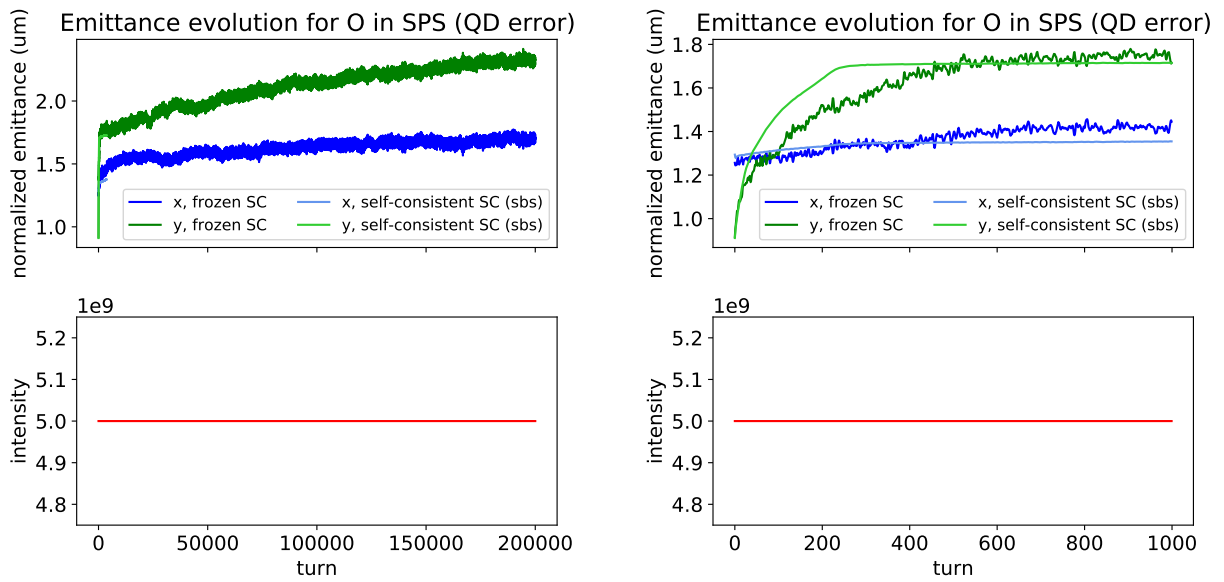 Emittance evolution for O in SPS (QD error)
normalized emittance (um)
2.0
1.5
1.0
x, frozen SC
y, frozen SC
x, self-consistent SC (sbs)
y, self-consistent SC (sbs)
1e9
intensity
5.2
5.1
5.0
4.9
4.8
0
50000
100000
150000
200000
turn
Emittance evolution for O in SPS (QD error)
normalized emittance (um)
1.8
1.6
1.4
1.2
1.0
x, frozen SC
y, frozen SC
x, self-consistent SC (sbs)
y, self-consistent SC (sbs)
1e9
intensity
5.2
5.1
5.0
4.9
4.8
0
200
400
600
800
1000
turn